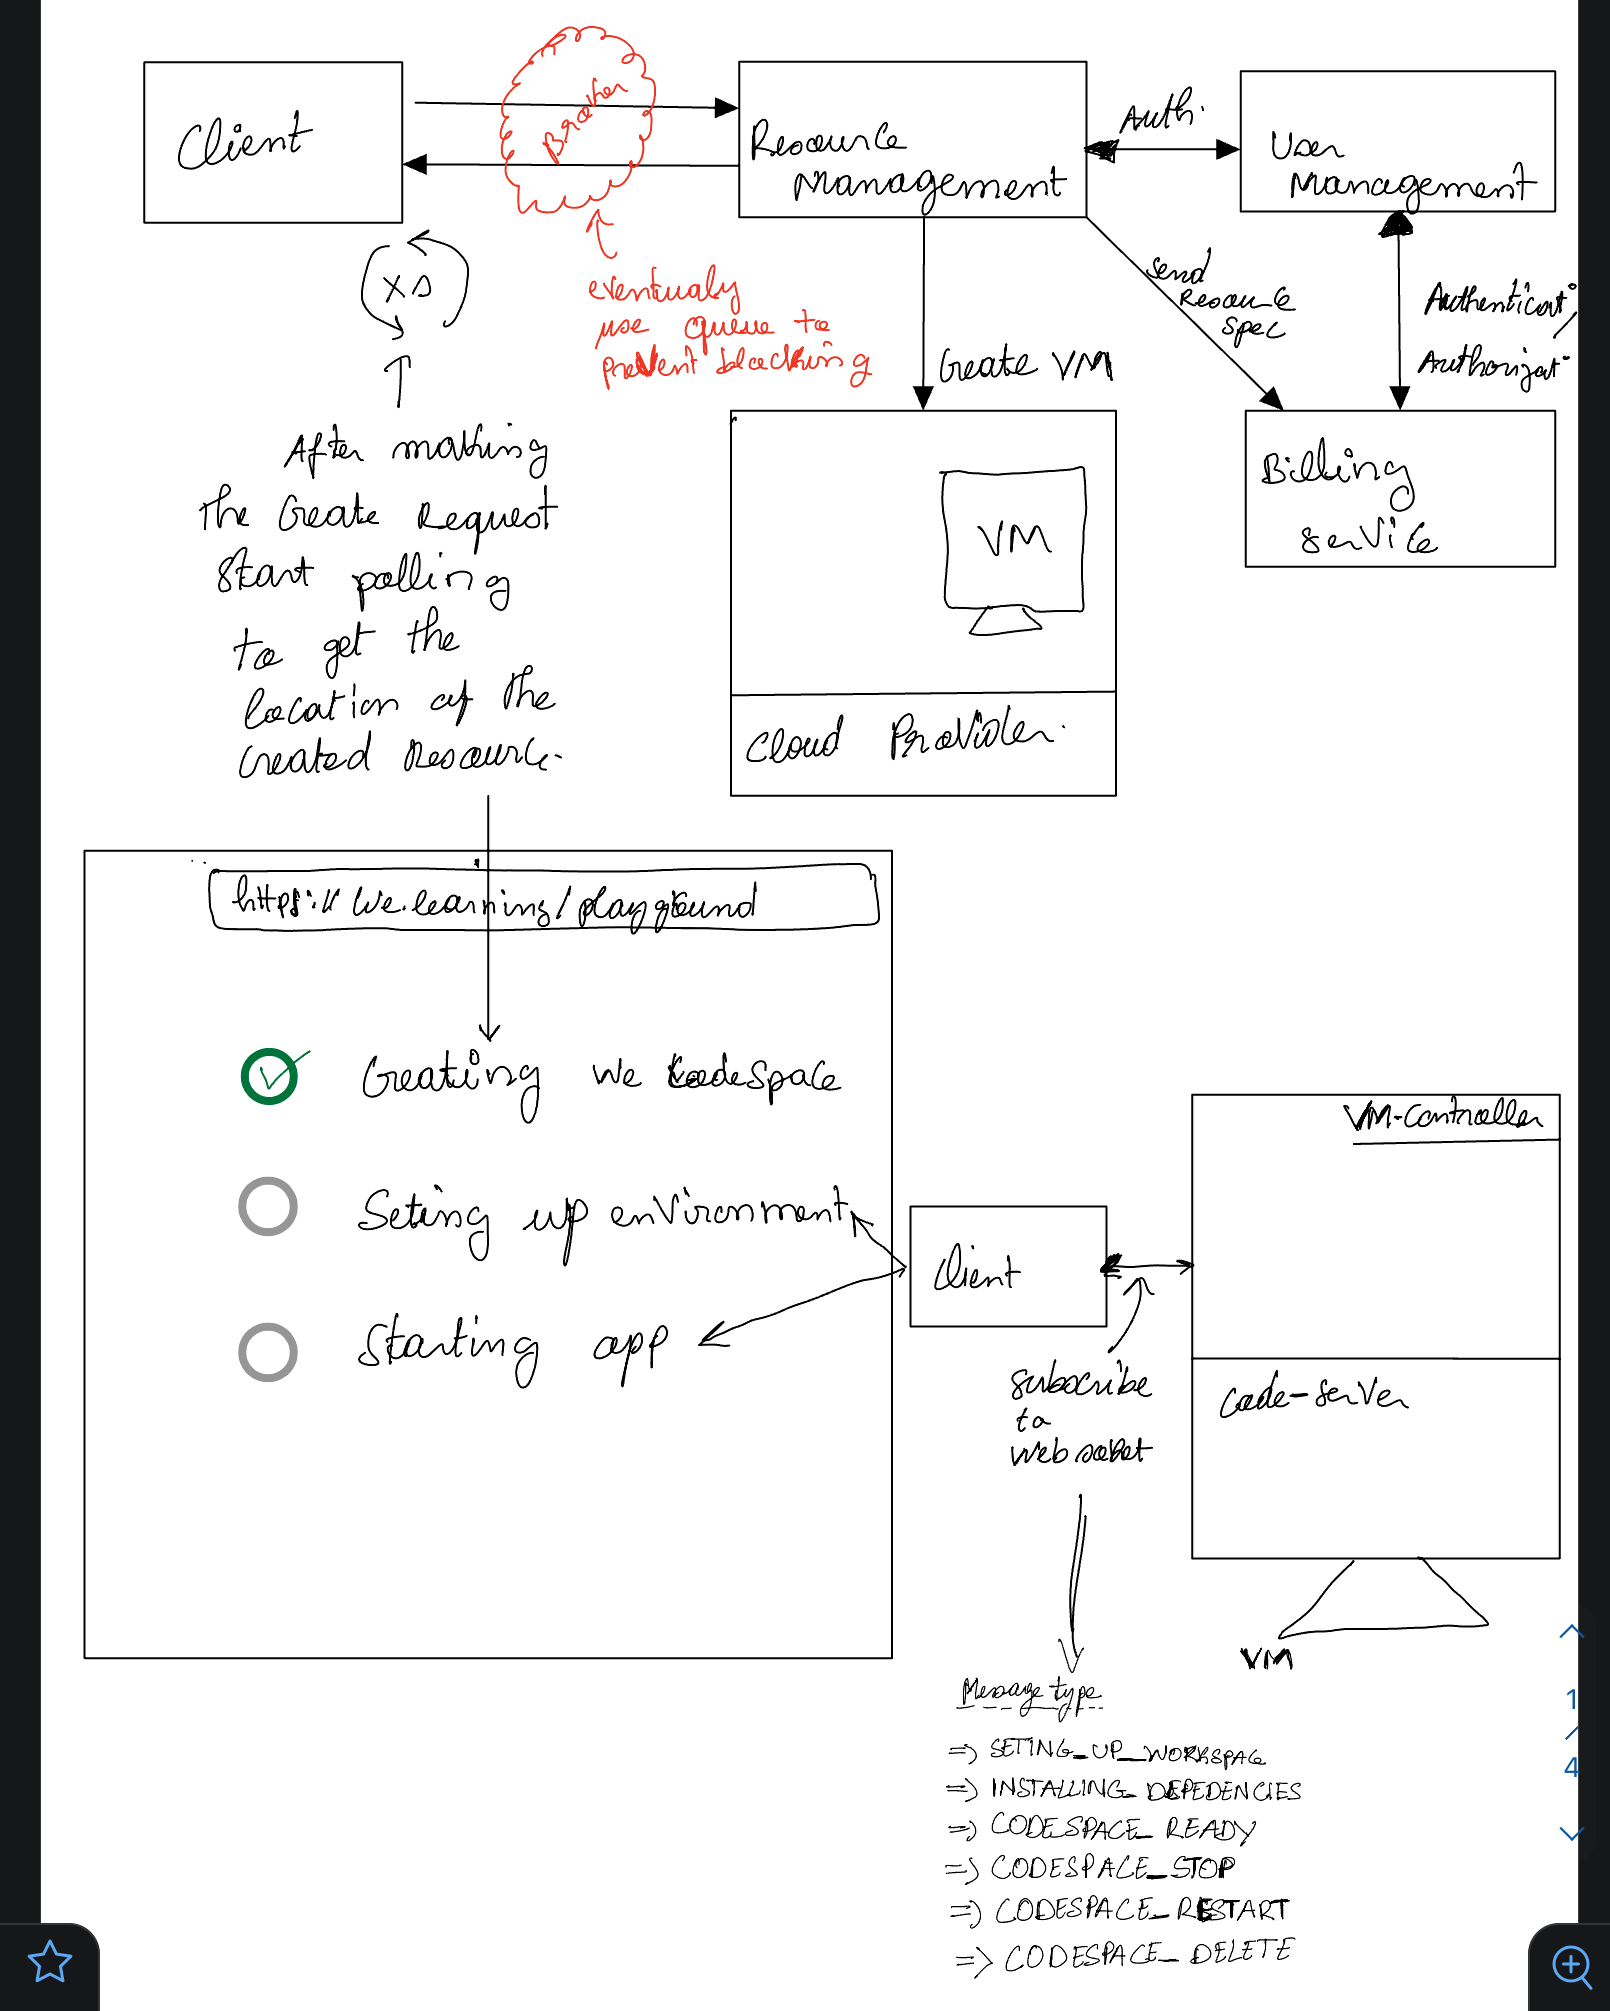 Client
Broker
Resource
Management
Auth.
User
Management
xs
eventualy
use queue to
prevent blocking
Send
Resource
Spec
Authenticat°/
Authorizat°
Create VM
After making
The Create Request
Start polling
to get the
location of the
created Resource.
VM
Billing
service
Cloud Provider.
https://we.learning/playground
Creating we Codespace
Seting up environment
Starting app
Client
VM-Controller
code-server
subscribe
to
websocket
VM
Message type
=> SETING_UP_WORKSPACE
=> INSTALLING_DEPEDENCIES
=> CODESPACE_READY
=> CODESPACE_STOP
=> CODESPACE_RESTART
=> CODESPACE_DELETE
1
/
4